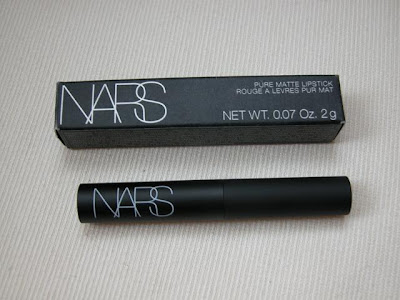 NARS
PURE MATTE LIPSTICK
ROUGE A LEVRES PUR MAT
NET WT. 0.07 Oz. 2 g
NARS